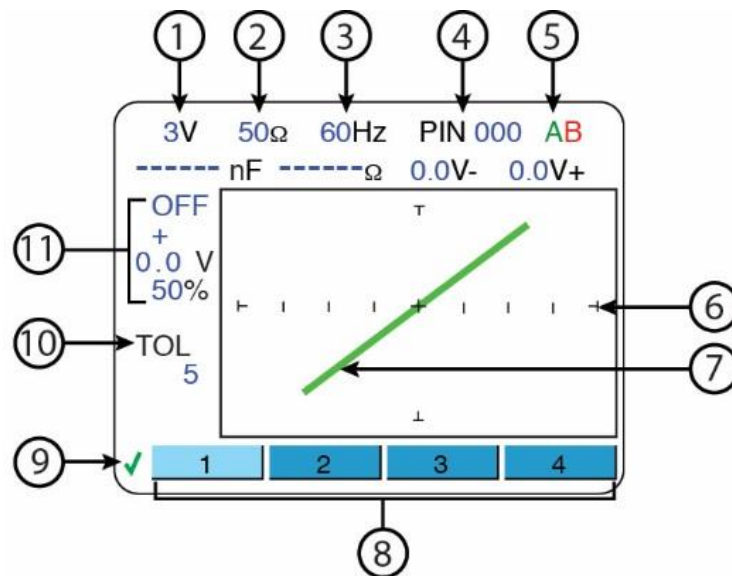 1 2 3 4 5
3V 50Ω 60Hz PIN 000 AB
------ nF ------Ω 0.0V- 0.0V+
OFF
+
0.0 V
50%
11
6
10
TOL
5
7
9
✓ 1 2 3 4
8